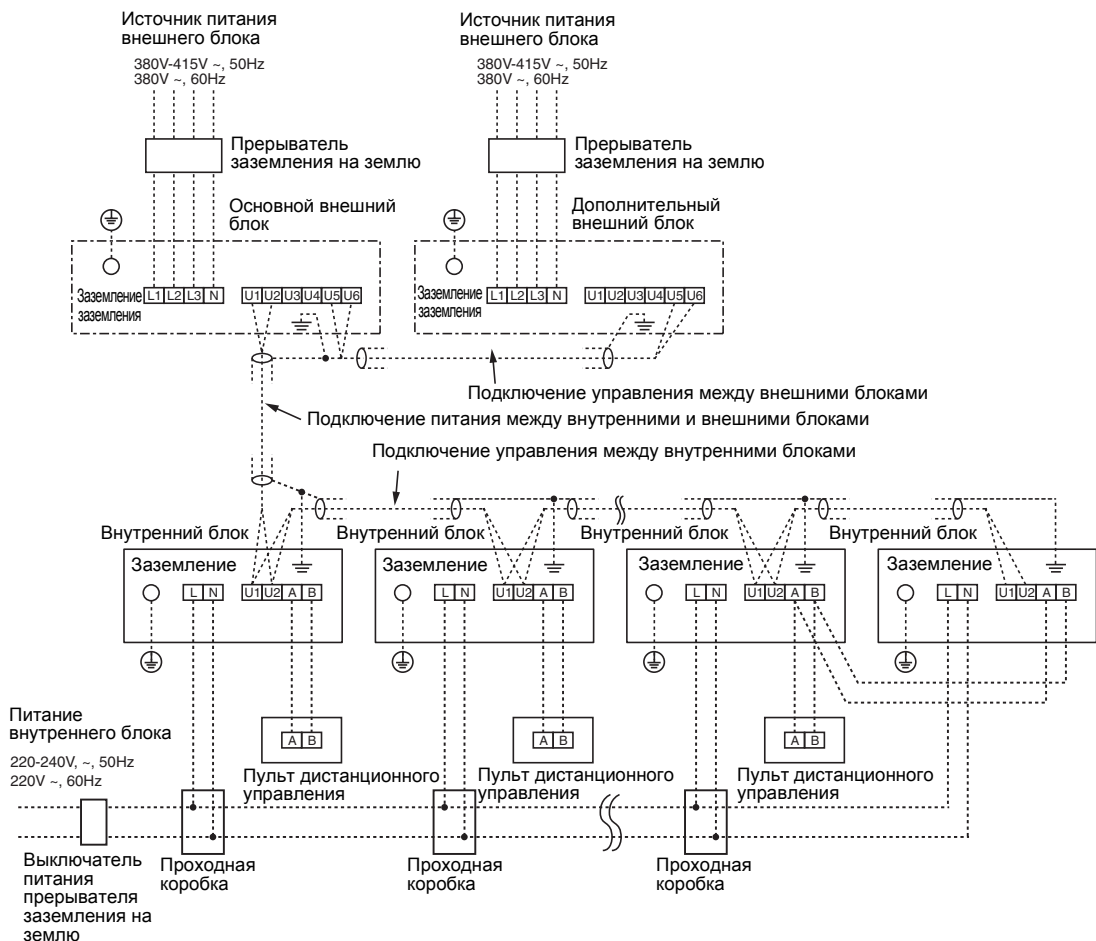 Источник питания
внешнего блока
380V-415V ~, 50Hz
380V ~, 60Hz
Источник питания
внешнего блока
380V-415V ~, 50Hz
380V ~, 60Hz
Прерыватель
заземления на землю
Прерыватель
заземления на землю
Основной внешний
блок
Дополнительный
внешний блок
Заземление
заземления
L1 L2 L3 N
U1 U2 U3 U4 U5 U6
Заземление
заземления
L1 L2 L3 N
U1 U2 U3 U4 U5 U6
Подключение управления между внешними блоками
Подключение питания между внутренними и внешними блоками
Подключение управления между внутренними блоками
Внутренний блок
Внутренний блок
Внутренний блок
Внутренний блок
Заземление
Заземление
Заземление
Заземление
L N
U1 U2 A B
L N
U1 U2 A B
L N
U1 U2 A B
L N
U1 U2 A B
Питание
внутреннего блока
220-240V, ~, 50Hz
220V ~, 60Hz
A B
A B
A B
Пульт дистанционного
управления
Пульт дистанционного
управления
Пульт дистанционного
управления
Выключатель
питания
прерывателя
заземления на
землю
Проходная
коробка
Проходная
коробка
Проходная
коробка